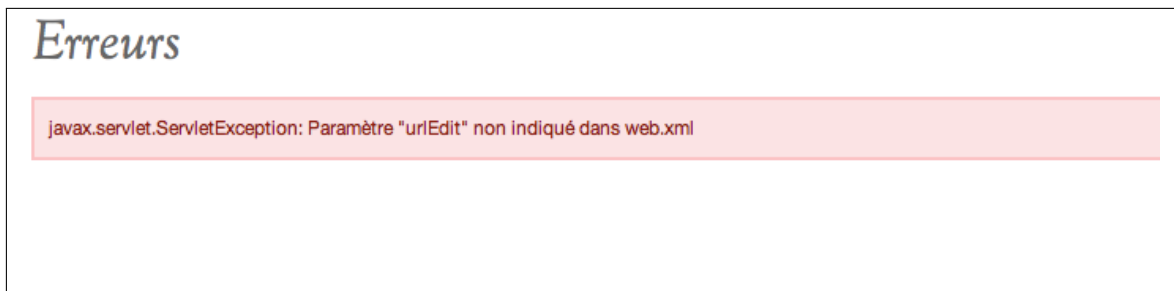 Erreurs
javax.servlet.ServletException: Paramètre "urlEdit" non indiqué dans web.xml